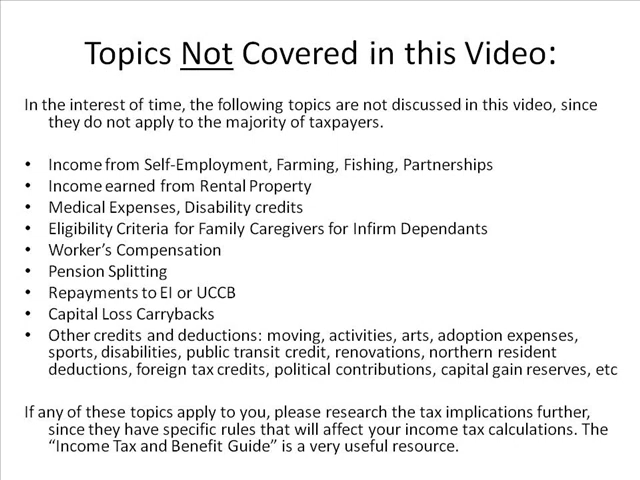 Topics Not Covered in this Video:
In the interest of time, the following topics are not discussed in this video, since
they do not apply to the majority of taxpayers.
• Income from Self-Employment, Farming, Fishing, Partnerships
• Income earned from Rental Property
• Medical Expenses, Disability credits
• Eligibility Criteria for Family Caregivers for Infirm Dependants
• Worker's Compensation
• Pension Splitting
• Repayments to EI or UCCB
• Capital Loss Carrybacks
• Other credits and deductions: moving, activities, arts, adoption expenses,
sports, disabilities, public transit credit, renovations, northern resident
deductions, foreign tax credits, political contributions, capital gain reserves, etc
If any of these topics apply to you, please research the tax implications further,
since they have specific rules that will affect your income tax calculations. The
“Income Tax and Benefit Guide” is a very useful resource.